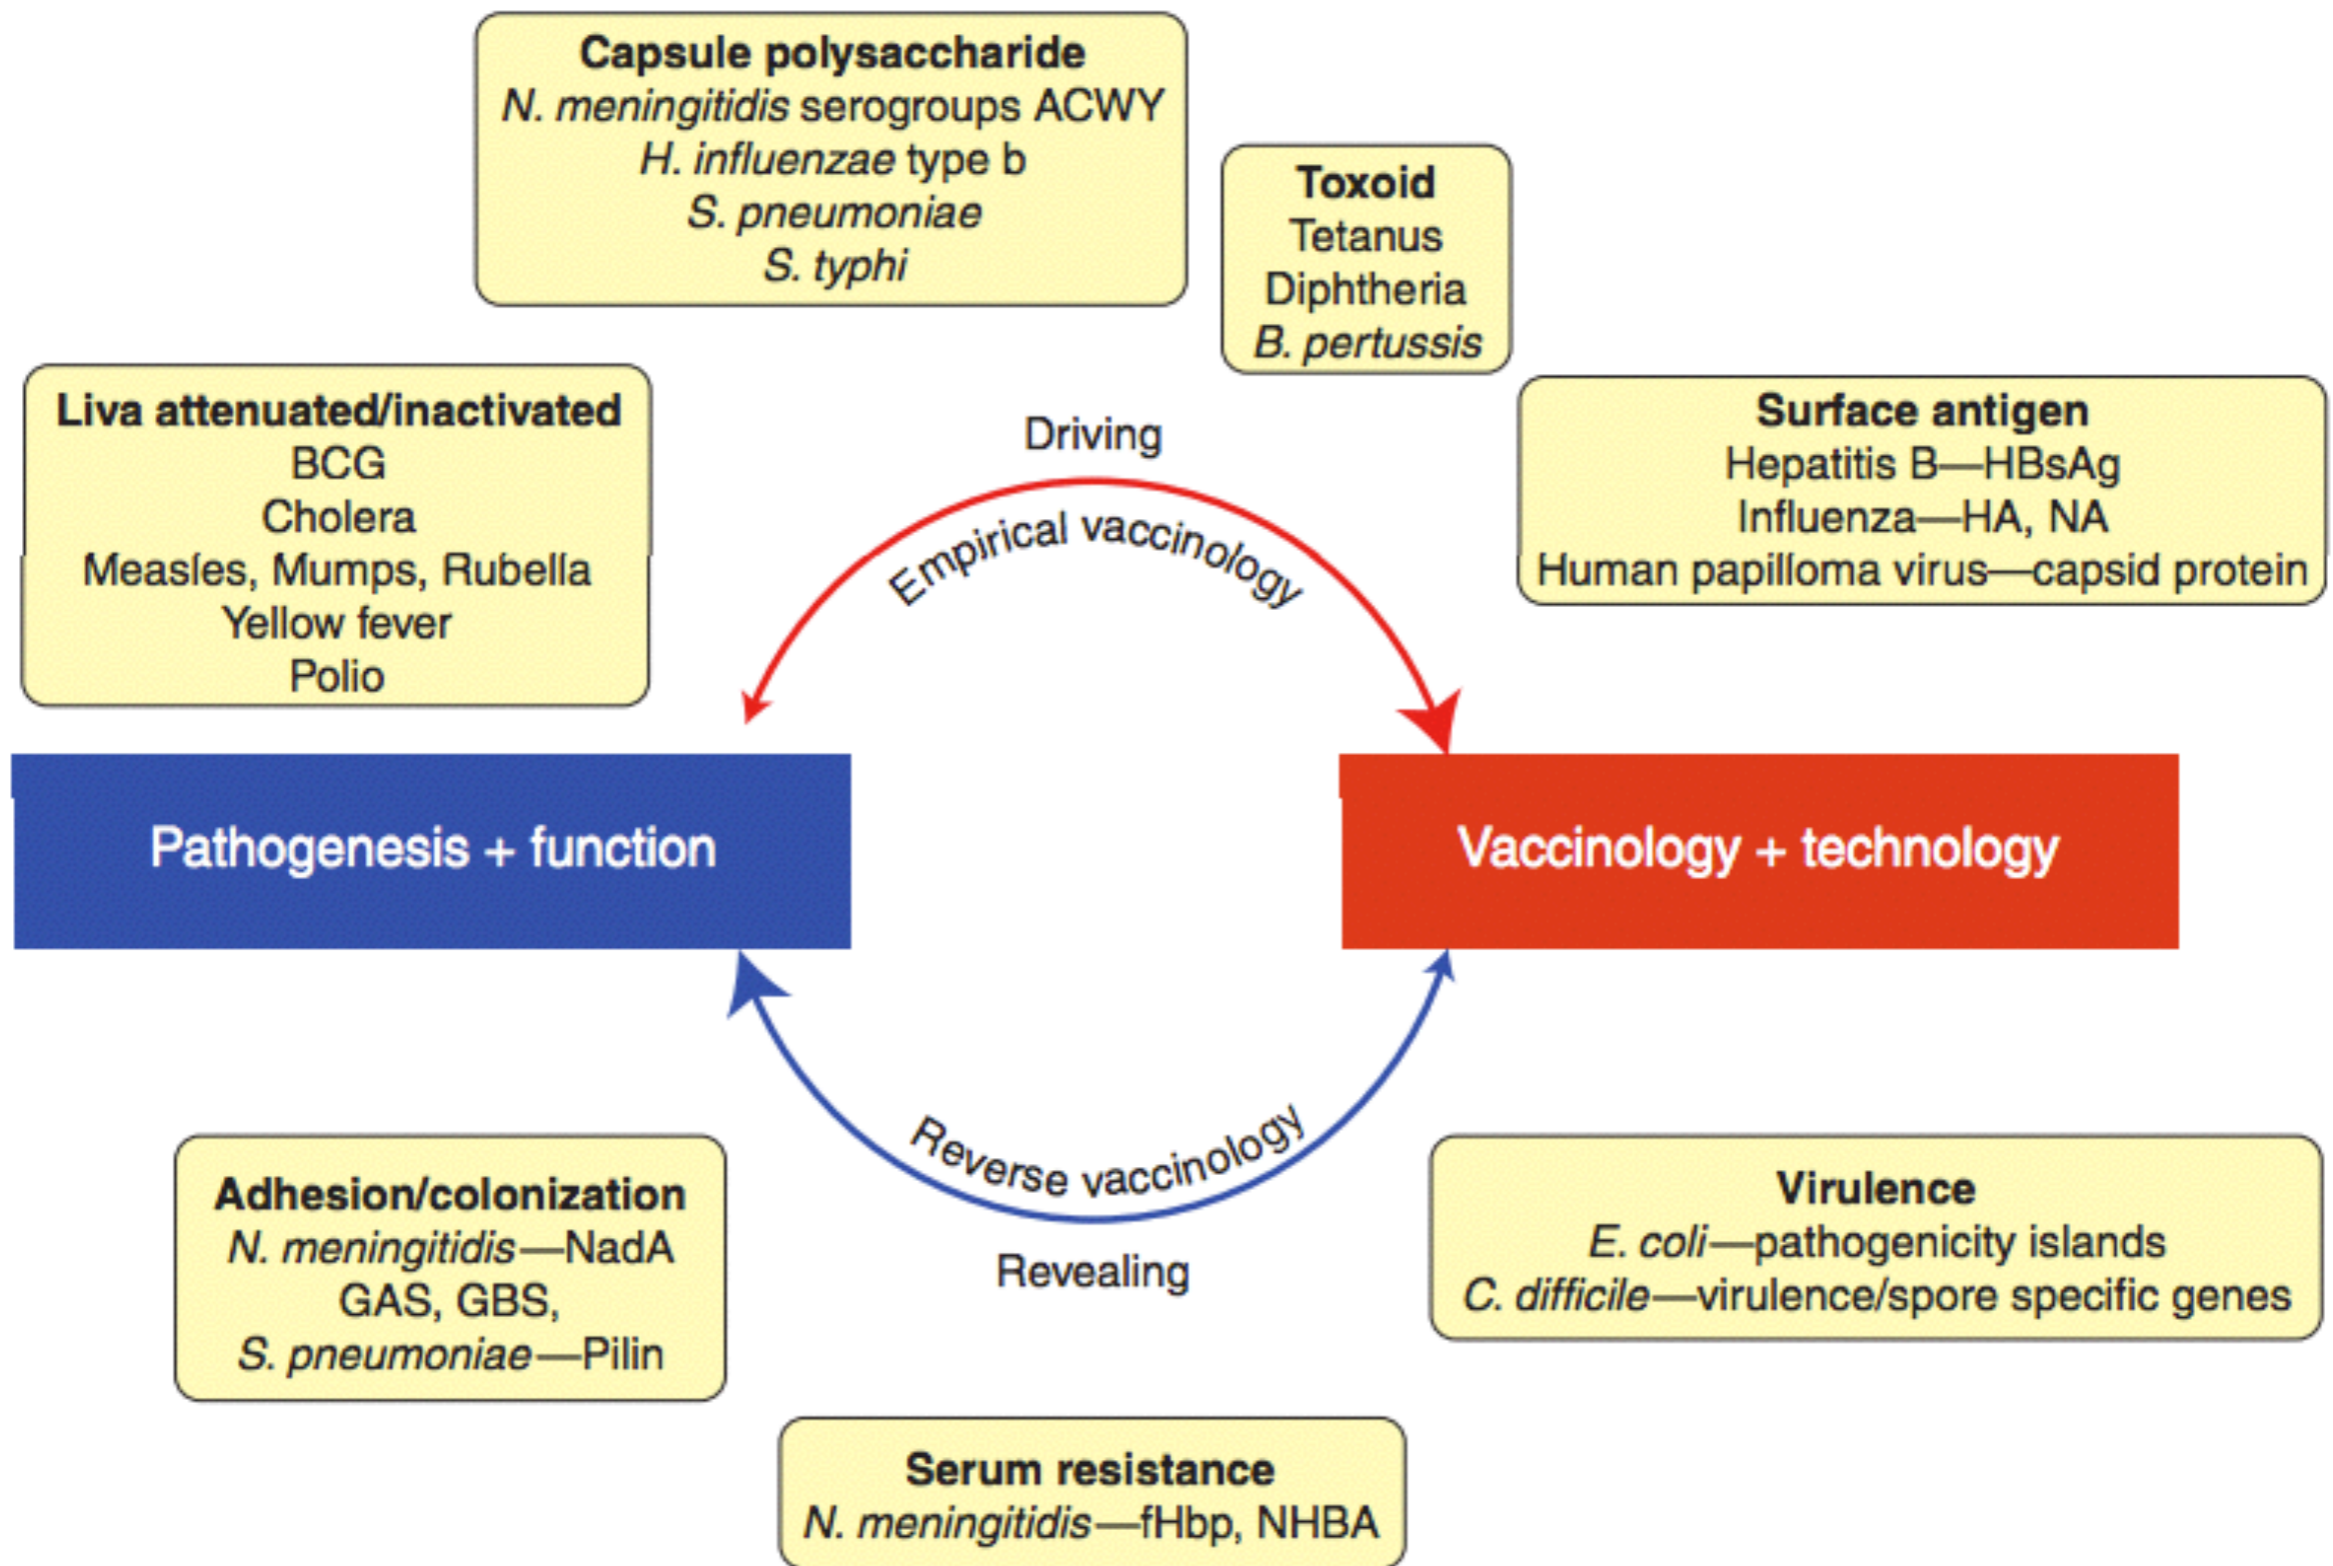 Capsule polysaccharide
N. meningitidis serogroups ACWY
H. influenzae type b
S. pneumoniae
S. typhi
Toxoid
Tetanus
Diphtheria
B. pertussis
Liva attenuated/inactivated
BCG
Cholera
Measles, Mumps, Rubella
Yellow fever
Polio
Surface antigen
Hepatitis B—HBsAg
Influenza—HA, NA
Human papilloma virus—capsid protein
Driving
Empirical vaccinology
Pathogenesis + function
Vaccinology + technology
Reverse vaccinology
Revealing
Adhesion/colonization
N. meningitidis—NadA
GAS, GBS,
S. pneumoniae—Pilin
Virulence
E. coli—pathogenicity islands
C. difficile—virulence/spore specific genes
Serum resistance
N. meningitidis—fHbp, NHBA